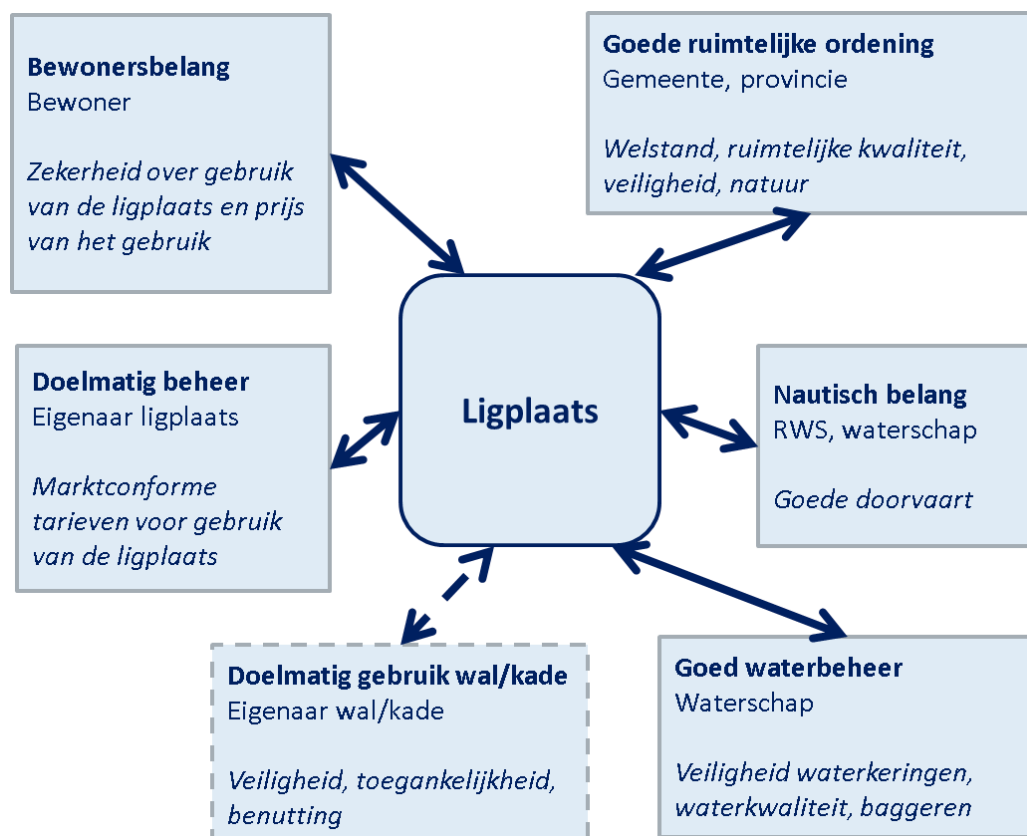 Bewonersbelang
Bewoner
Zekerheid over gebruik
van de ligplaats en prijs
van het gebruik
Goede ruimtelijke ordening
Gemeente, provincie
Welstand, ruimtelijke kwaliteit,
veiligheid, natuur
Doelmatig beheer
Eigenaar ligplaats
Marktconforme
tarieven voor gebruik
van de ligplaats
Ligplaats
Nautisch belang
RWS, waterschap
Goede doorvaart
Doelmatig gebruik wal/kade
Eigenaar wal/kade
Veiligheid, toegankelijkheid,
benutting
Goed waterbeheer
Waterschap
Veiligheid waterkeringen,
waterkwaliteit, baggeren